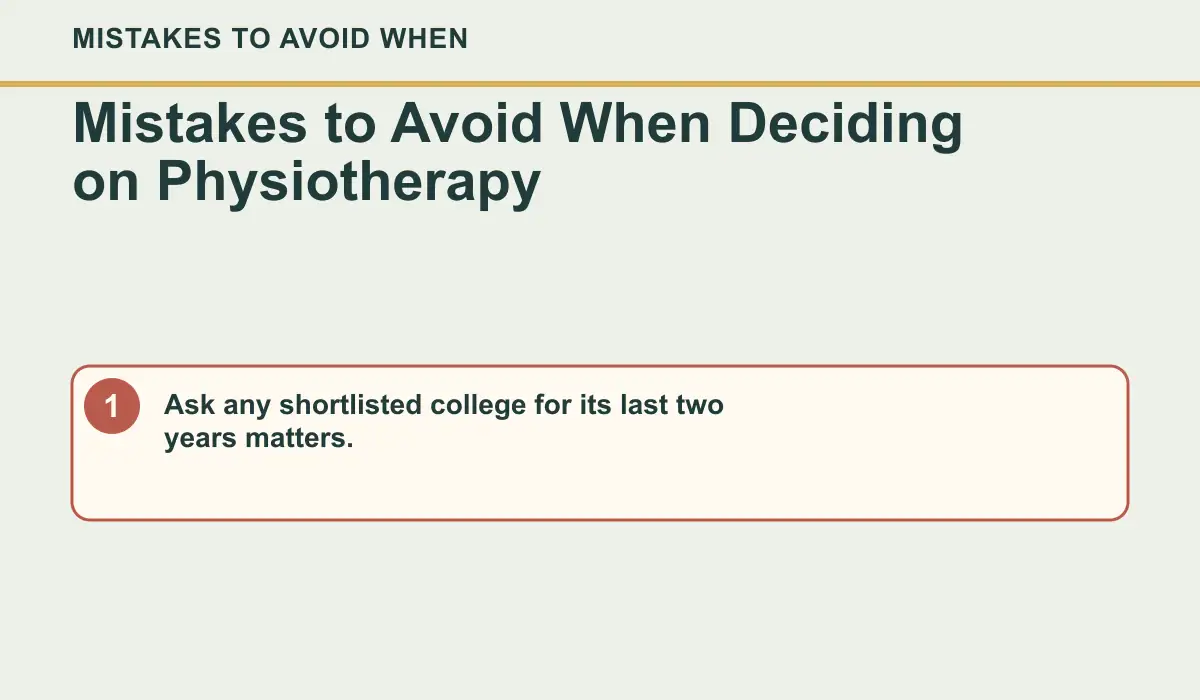 MISTAKES TO AVOID WHEN
Mistakes to Avoid When Deciding
on Physiotherapy
1
Ask any shortlisted college for its last two
years matters.